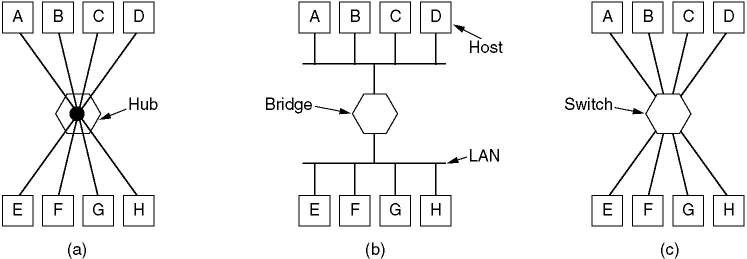 A B C D A B C D A B C D
Host
Hub Bridge Switch
LAN
E F G H E F G H E F G H
(a) (b) (c)